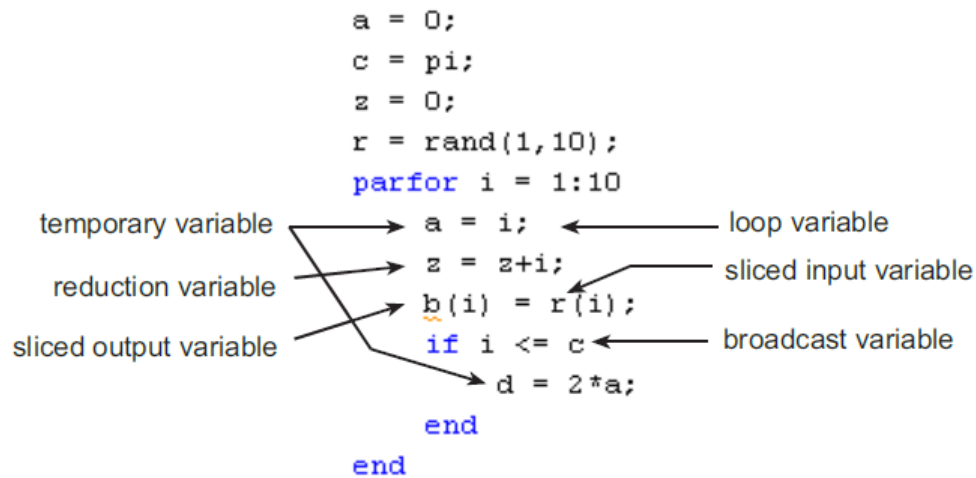 a = 0;
c = pi;
z = 0;
r = rand(1,10);
parfor i = 1:10
temporary variable
a = i;
loop variable
reduction variable
z = z+i;
sliced input variable
sliced output variable
b(i) = r(i);
broadcast variable
if i <= c
d = 2*a;
end
end